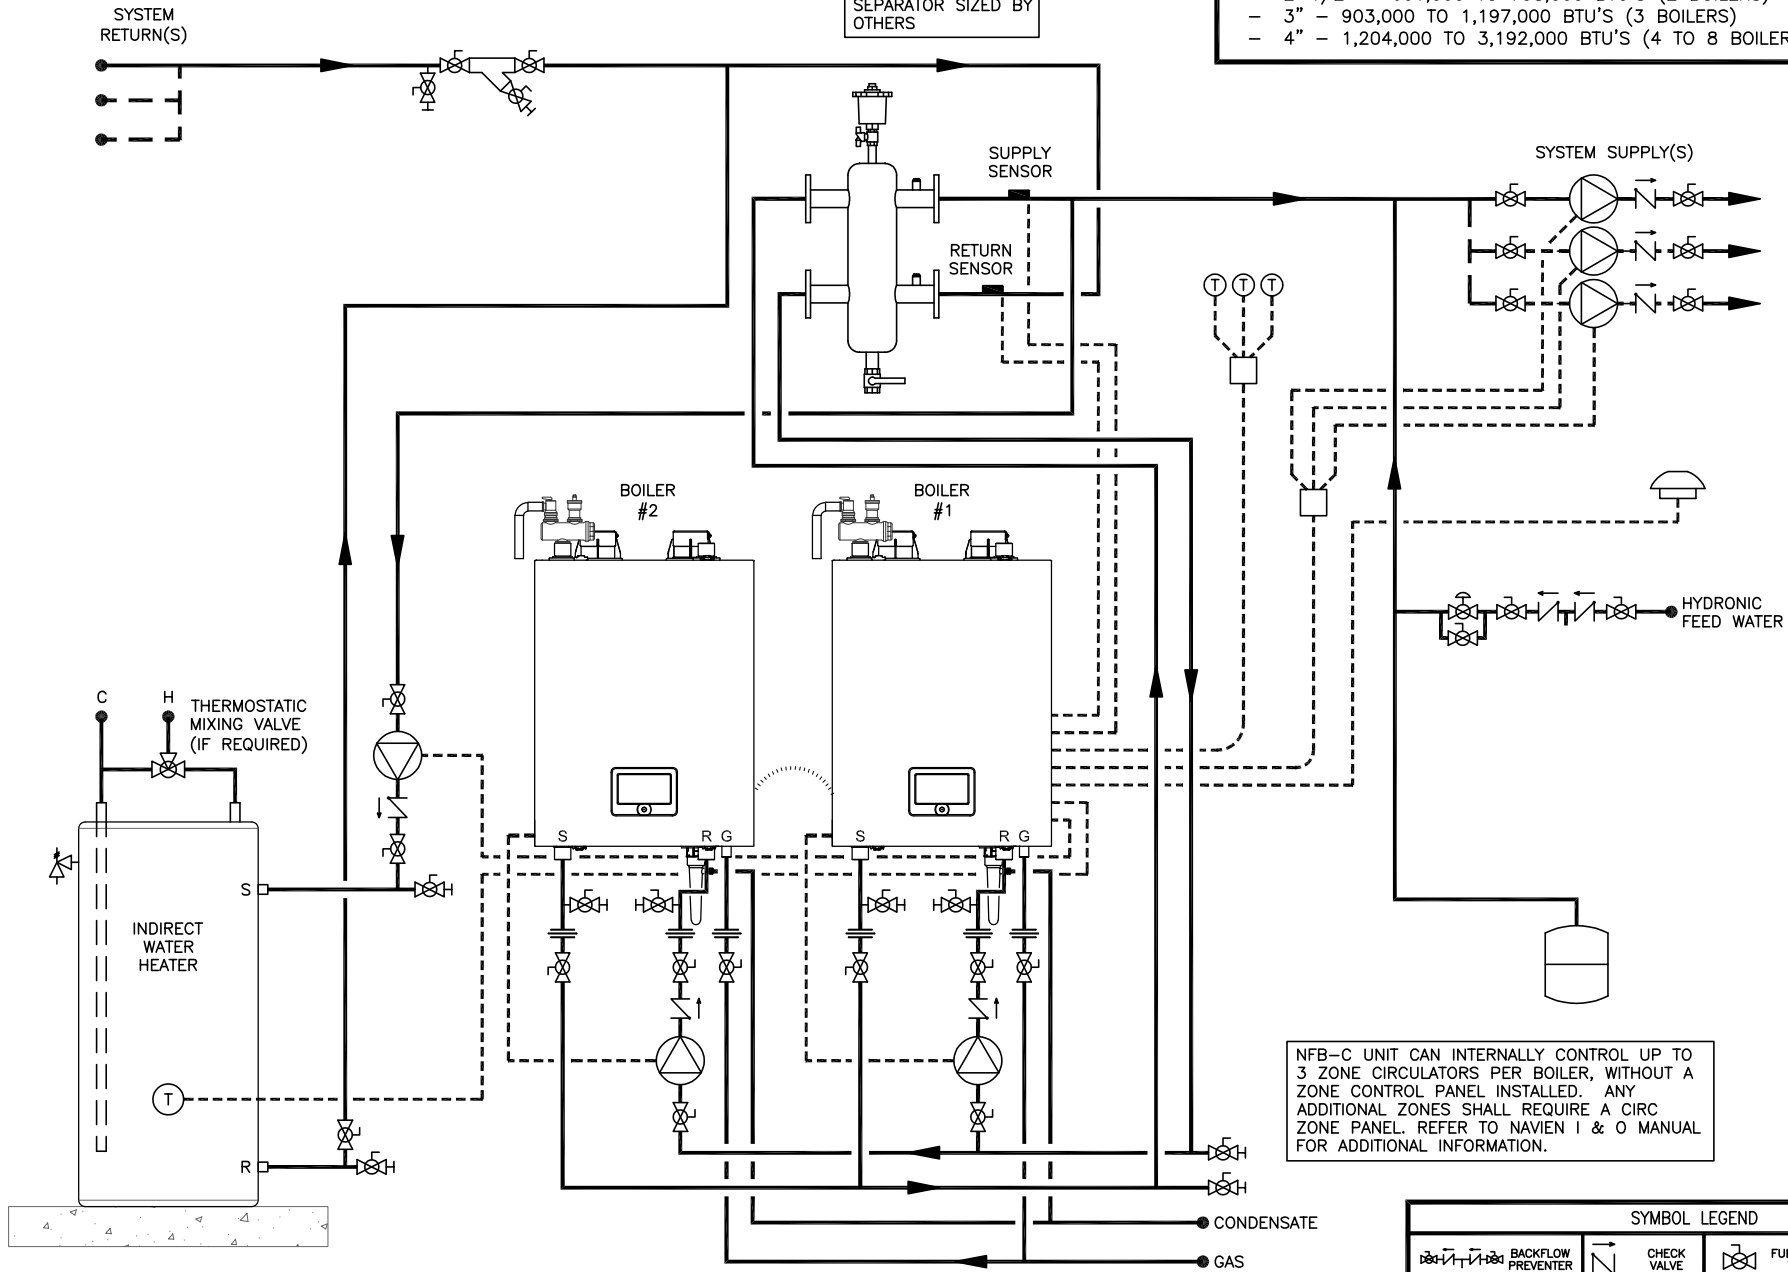 SYSTEM
RETURN(S)
SEPARATOR SIZED BY
OTHERS
- 3" - 903,000 TO 1,197,000 BTU'S (3 BOILERS)
- 4" - 1,204,000 TO 3,192,000 BTU'S (4 TO 8 BOILER
SUPPLY
SENSOR
SYSTEM SUPPLY(S)
RETURN
SENSOR
T T T
BOILER
#2
BOILER
#1
HYDRONIC
FEED WATER
C H
THERMOSTATIC
MIXING VALVE
(IF REQUIRED)
S R G
S R G
S
INDIRECT
WATER
HEATER
T
R
NFB-C UNIT CAN INTERNALLY CONTROL UP TO
3 ZONE CIRCULATORS PER BOILER, WITHOUT A
ZONE CONTROL PANEL INSTALLED. ANY
ADDITIONAL ZONES SHALL REQUIRE A CIRC
ZONE PANEL. REFER TO NAVIEN I & O MANUAL
FOR ADDITIONAL INFORMATION.
CONDENSATE
GAS
SYMBOL LEGEND
BACKFLOW
PREVENTER
CHECK
VALVE